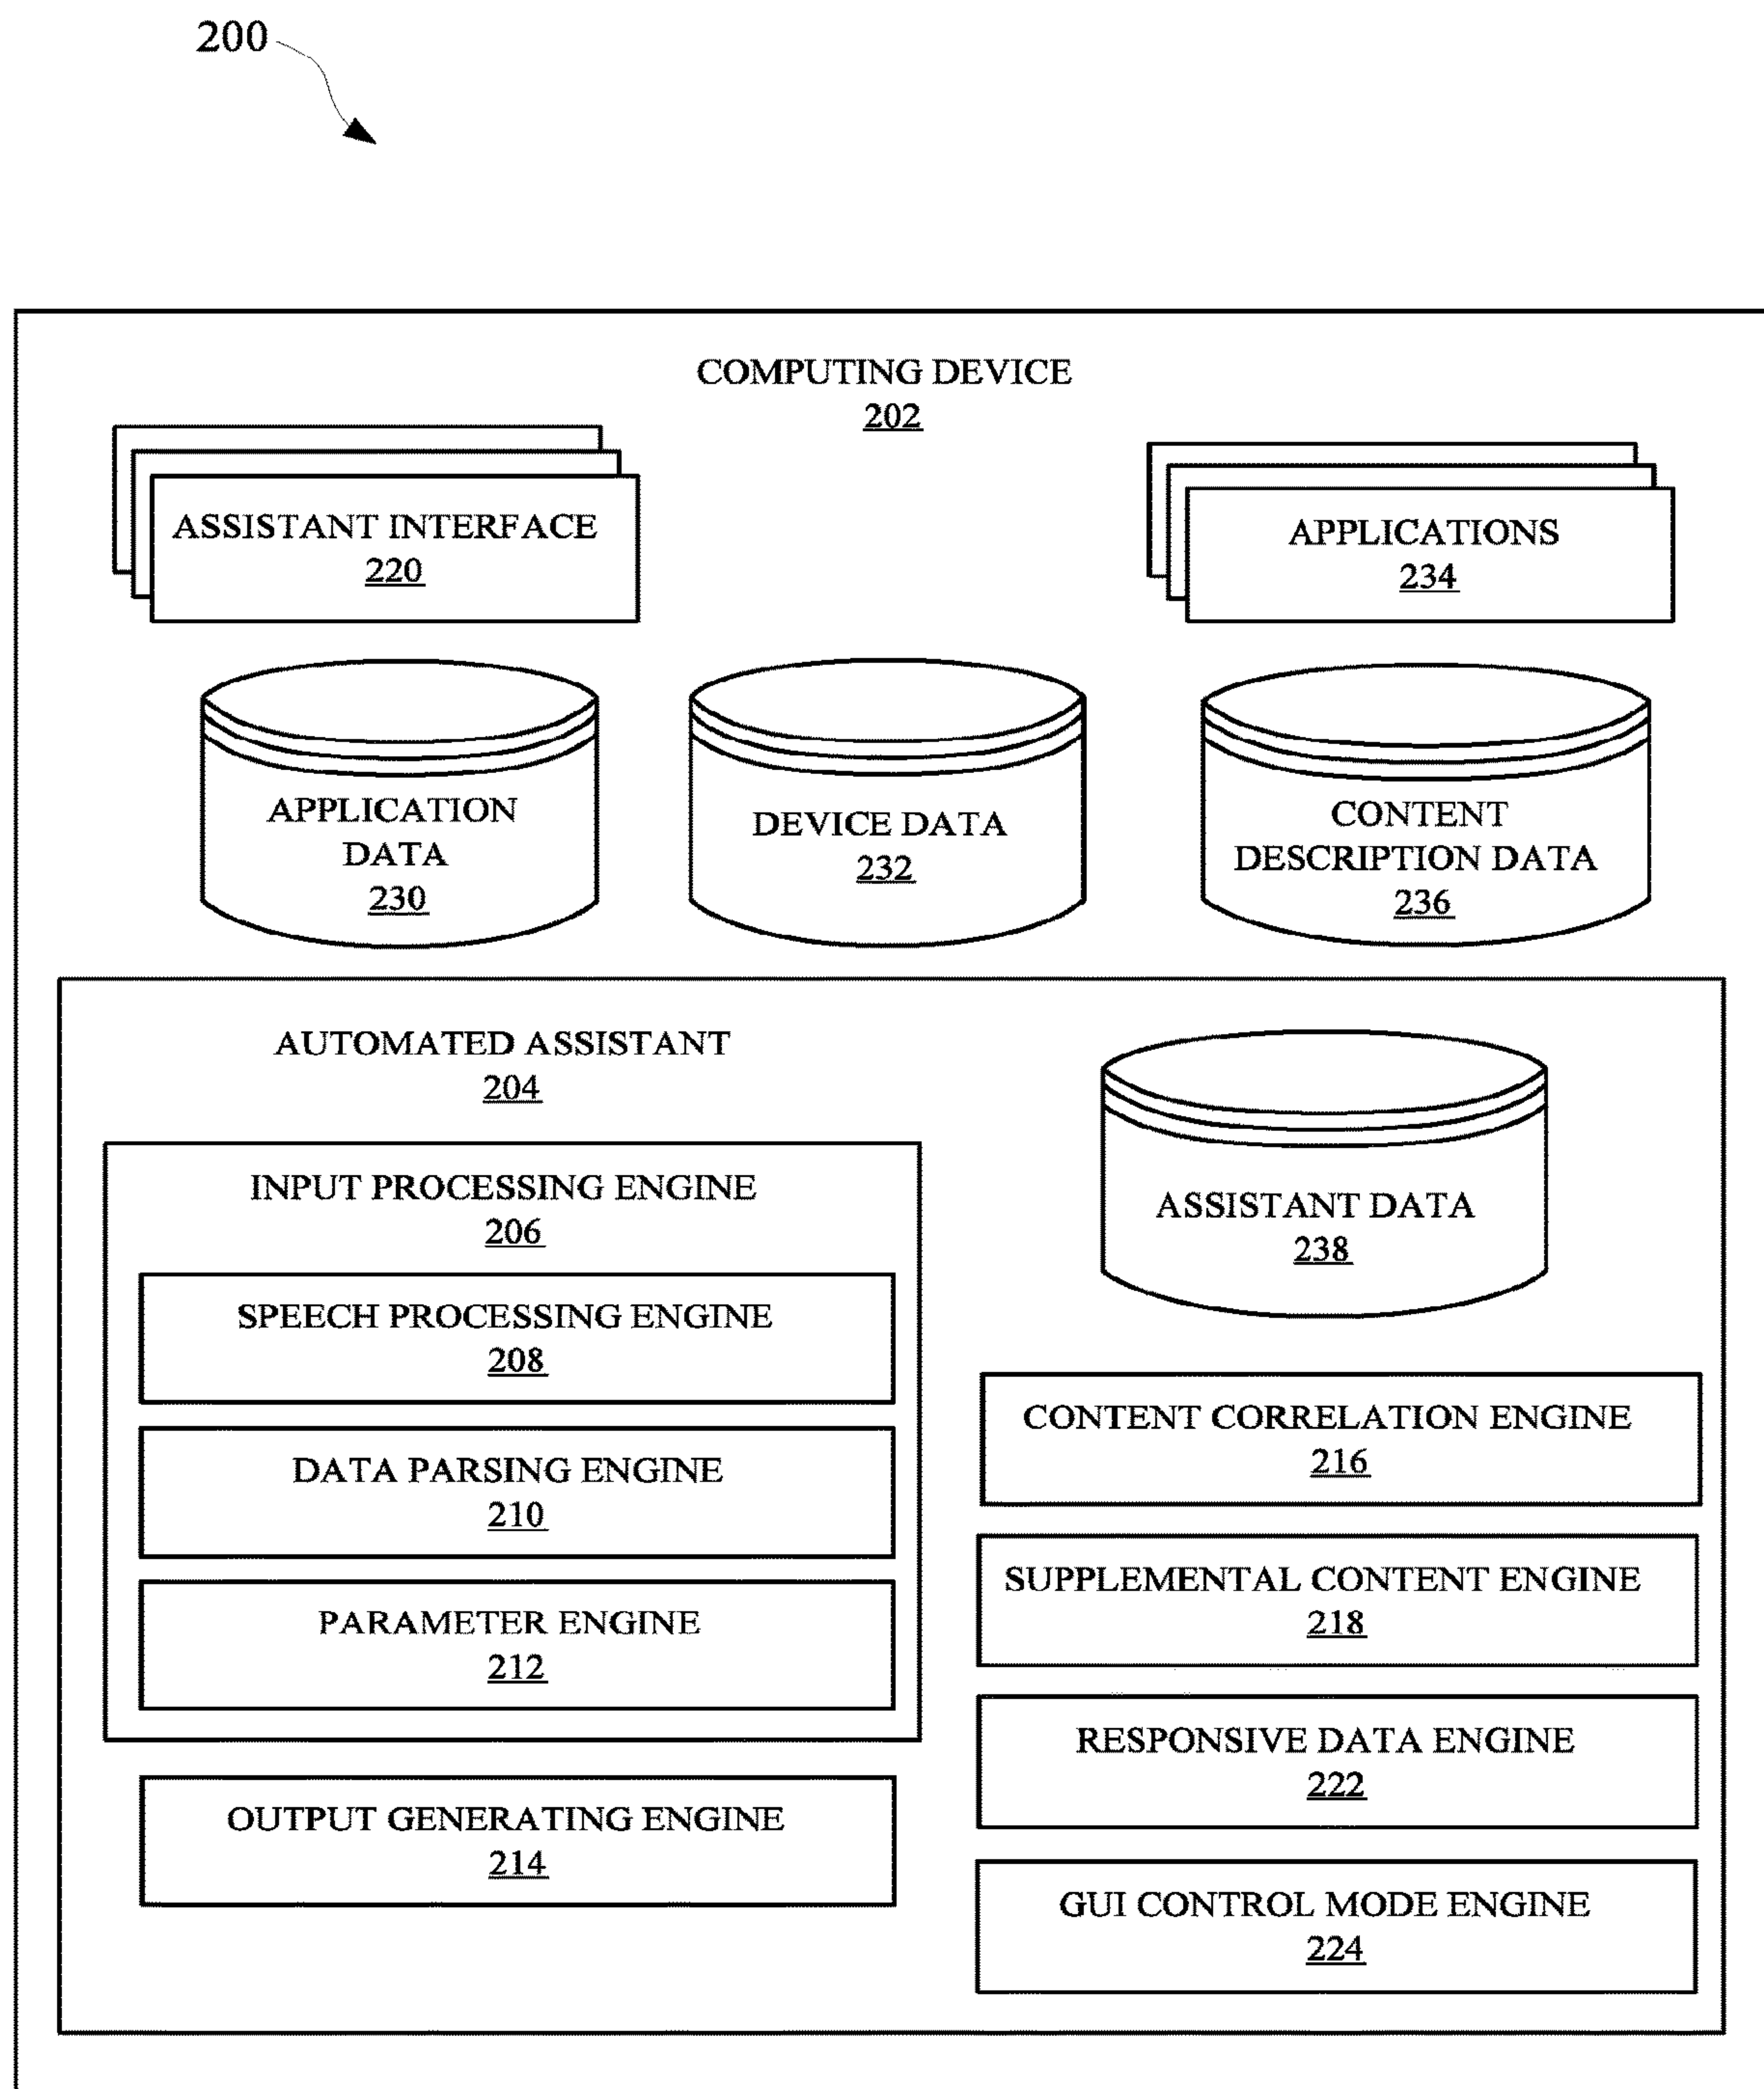 200
COMPUTING DEVICE
202
ASSISTANT INTERFACE
220
APPLICATIONS
234
APPLICATION
DATA
230
DEVICE DATA
232
CONTENT
DESCRIPTION DATA
236
AUTOMATED ASSISTANT
204
INPUT PROCESSING ENGINE
206
SPEECH PROCESSING ENGINE
208
DATA PARSING ENGINE
210
PARAMETER ENGINE
212
OUTPUT GENERATING ENGINE
214
ASSISTANT DATA
238
CONTENT CORRELATION ENGINE
216
SUPPLEMENTAL CONTENT ENGINE
218
RESPONSIVE DATA ENGINE
222
GUI CONTROL MODE ENGINE
224